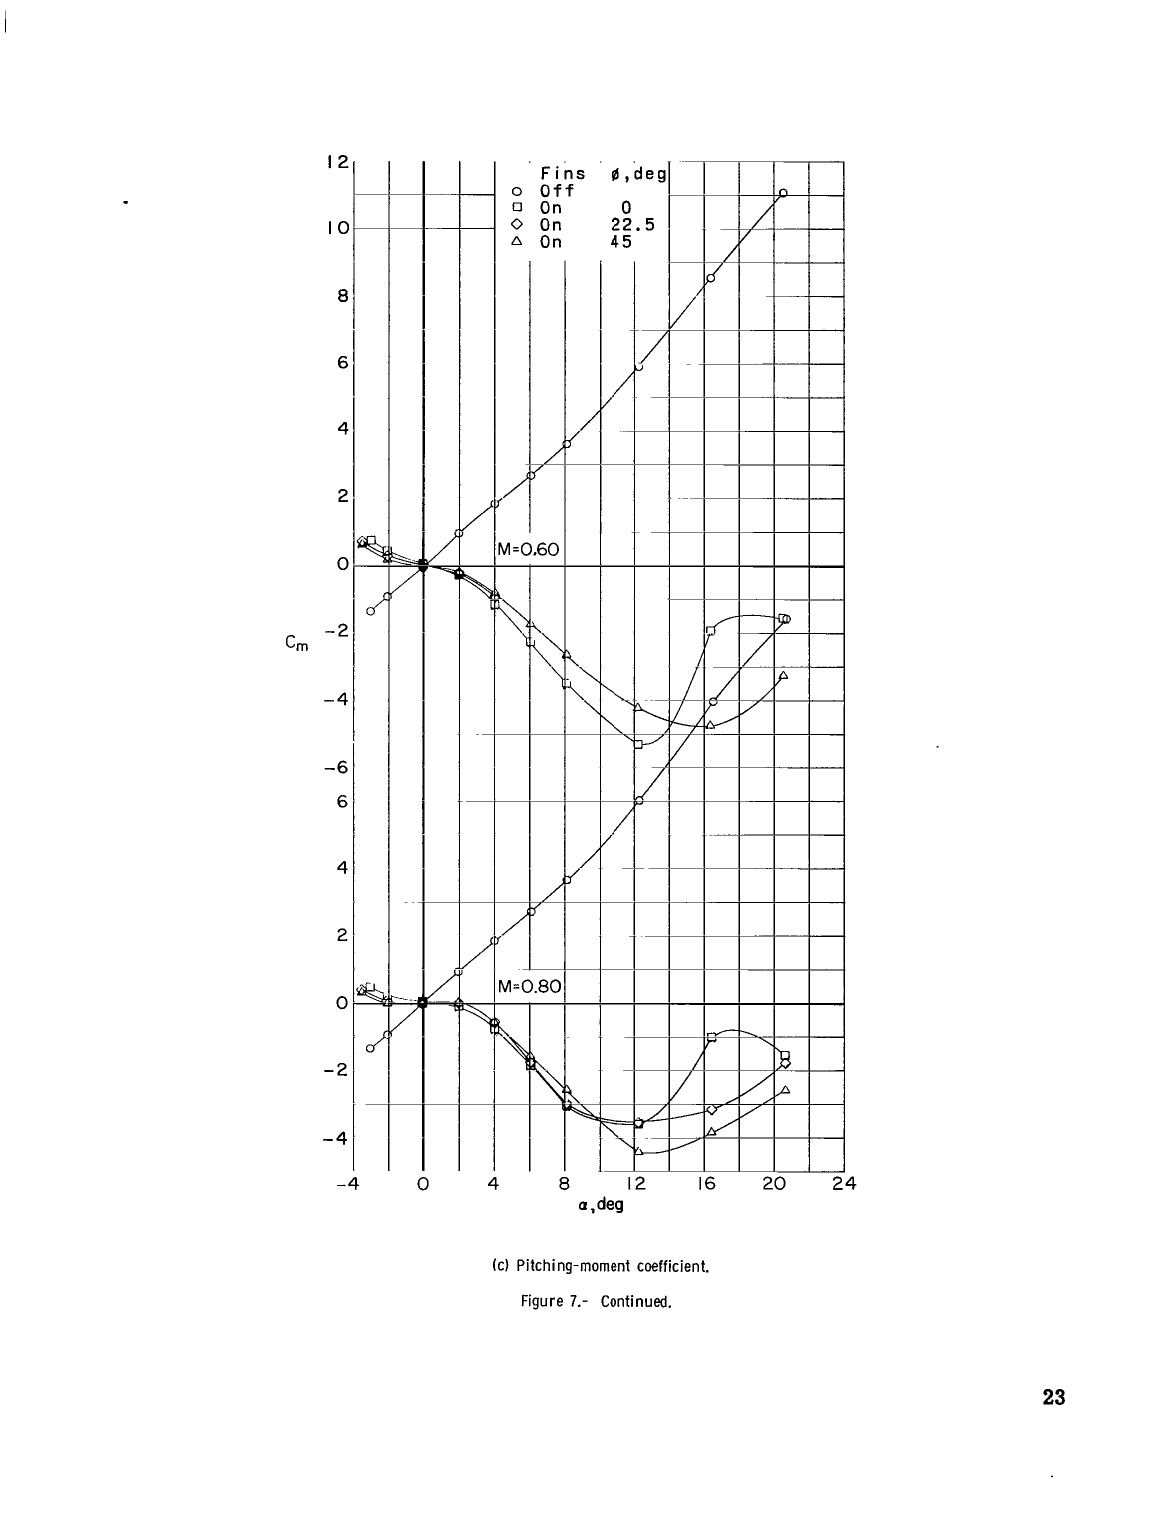 12
Fins ø,deg
Off
On 0
10
On 22.5
On 45
8
6
4
2
M=0.60
0
-2
Cm
-4
-6
6
4
2
M=0.80
0
-2
-4
-4 0 4 8 12 16 20 24
α,deg
(c) Pitching-moment coefficient.
Figure 7.- Continued.
23